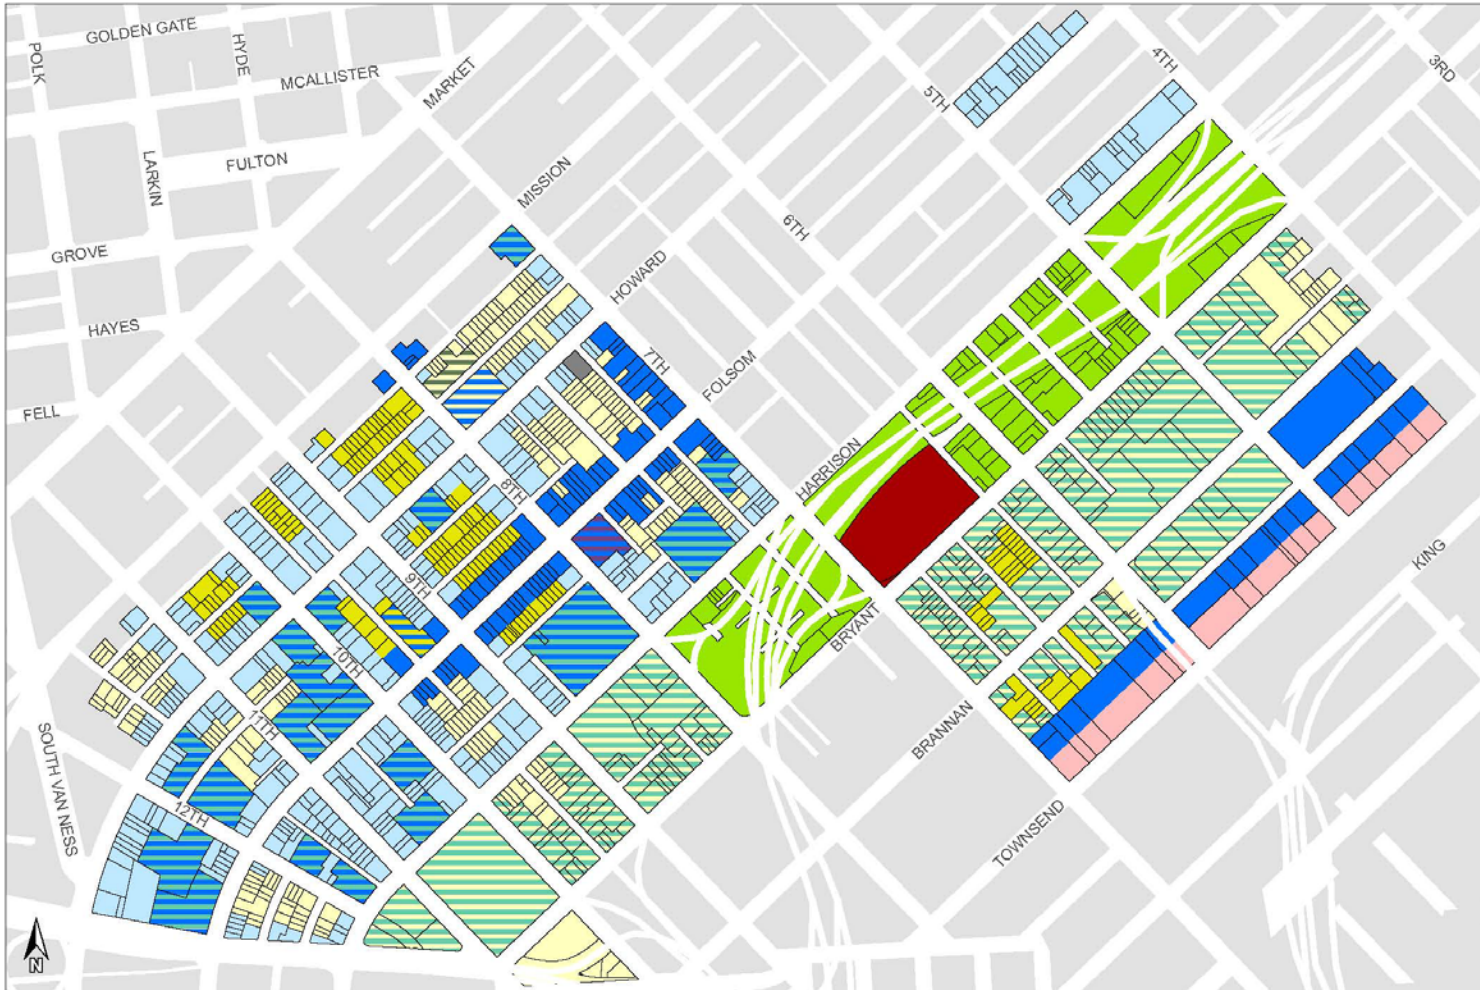 GOLDEN GATE
POLK
HYDE
MCALLISTER
MARKET
LARKIN
FULTON
MISSION
GROVE
HOWARD
HAYES
FELL
5TH
4TH
3RD
6TH
7TH
FOLSOM
8TH
HARRISON
9TH
BRYANT
KING
10TH
11TH
BRANNAN
SOUTH VAN NESS
12TH
TOWNSEND
N